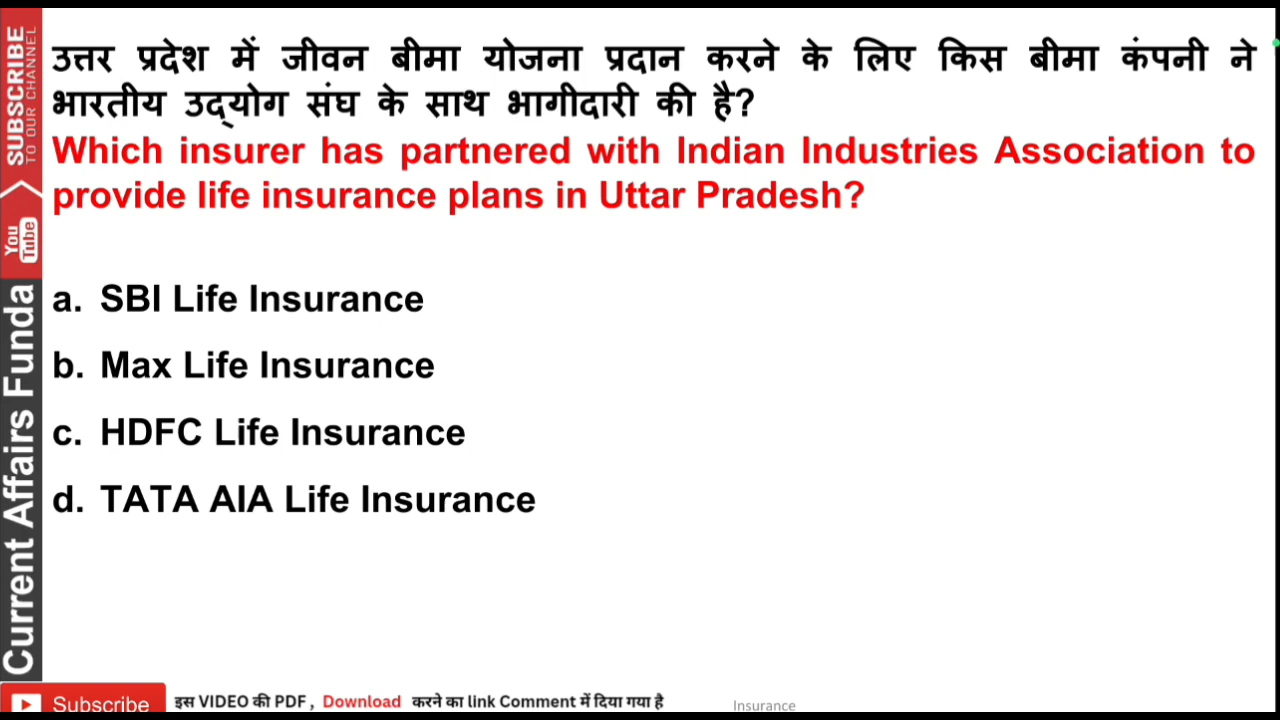 उत्तर प्रदेश में जीवन बीमा योजना प्रदान करने के लिए किस बीमा कंपनी ने
भारतीय उद्योग संघ के साथ भागीदारी की है?
Which insurer has partnered with Indian Industries Association to
provide life insurance plans in Uttar Pradesh?
a. SBI Life Insurance
b. Max Life Insurance
c. HDFC Life Insurance
d. TATA AIA Life Insurance
SUBSCRIBE
TO OUR CHANNEL
You
Tube
Current Affairs Funda
Subscribe
इस VIDEO की PDF , Download करने का link Comment में दिया गया है
Insurance